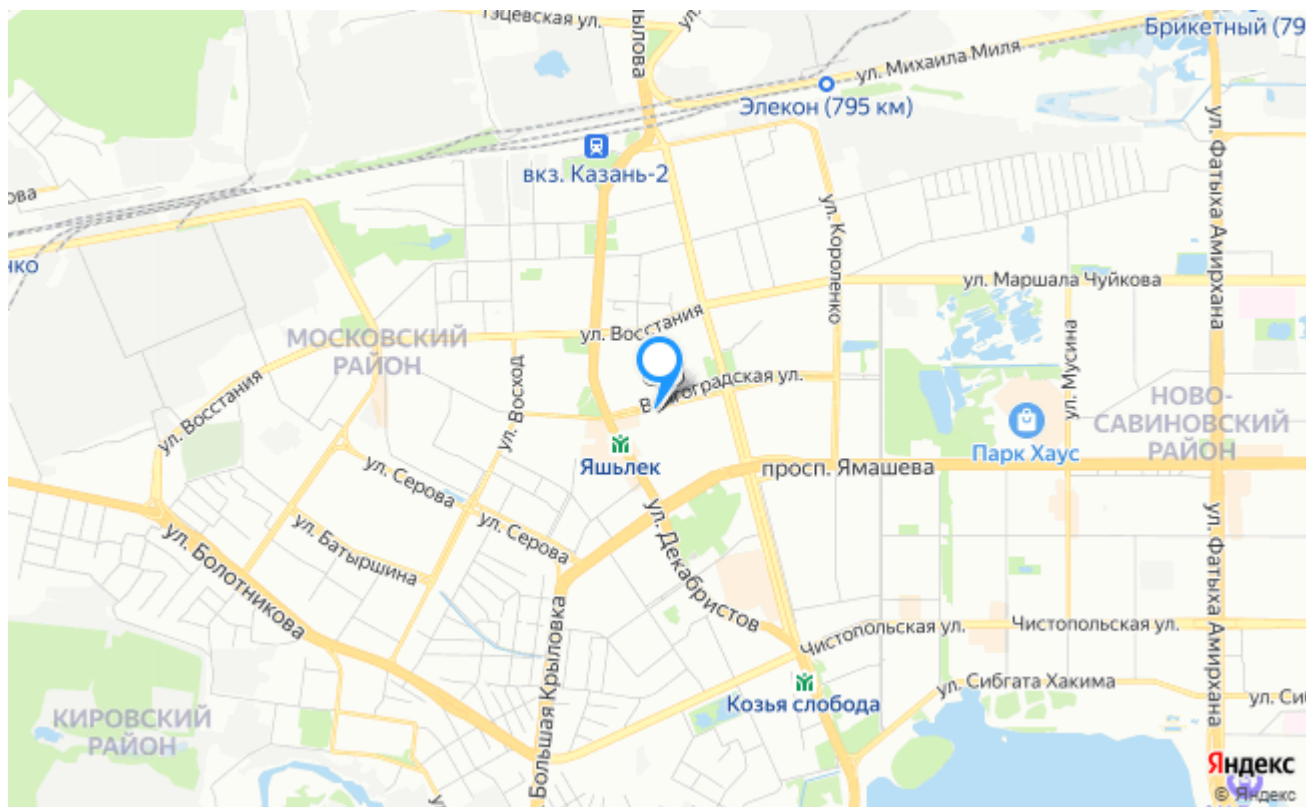 Брикетный (79
ул. Михаила Миля
Элекон (795 км)
вкз. Казань-2
ул. Короленко
ул. Фатыха Амирхана
ул. Маршала Чуйкова
ул. Восстания
МОСКОВСКИЙ
РАЙОН
ул. Восход
ул. Мусина
ул. Восстания
НОВО-
САВИНОВСКИЙ
РАЙОН
Парк Хаус
Яшьлек
просп. Ямашева
ул. Серова
ул. Серова
ул. Батыршина
ул. Болотникова
ул. Декабристов
ул. Фатыха Амирхана
Большая Крыловка
Чистопольская ул.
Чистопольская ул.
Козья слобода
ул. Сибгата Хакима
ул. Сиб
КИРОВСКИЙ
РАЙОН
Яндекс
© Яндекс